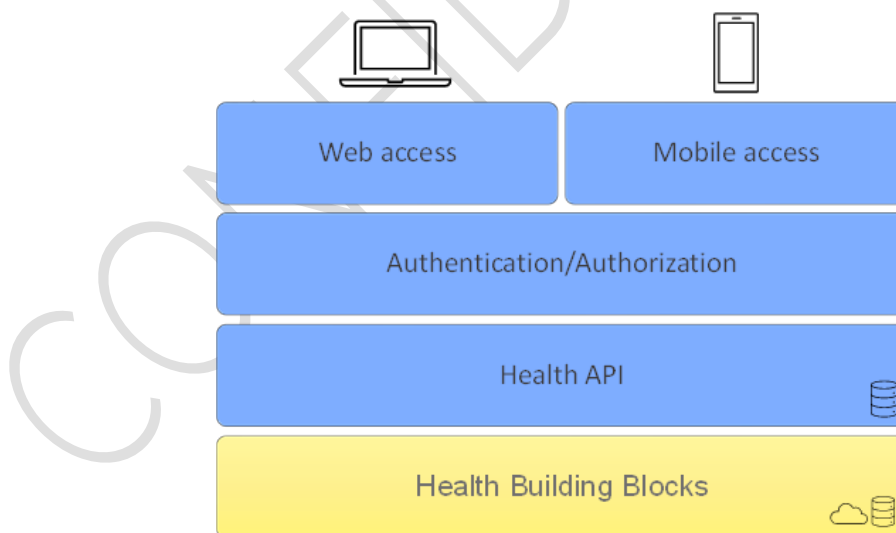 Web access
Mobile access
Authentication/Authorization
Health API
Health Building Blocks